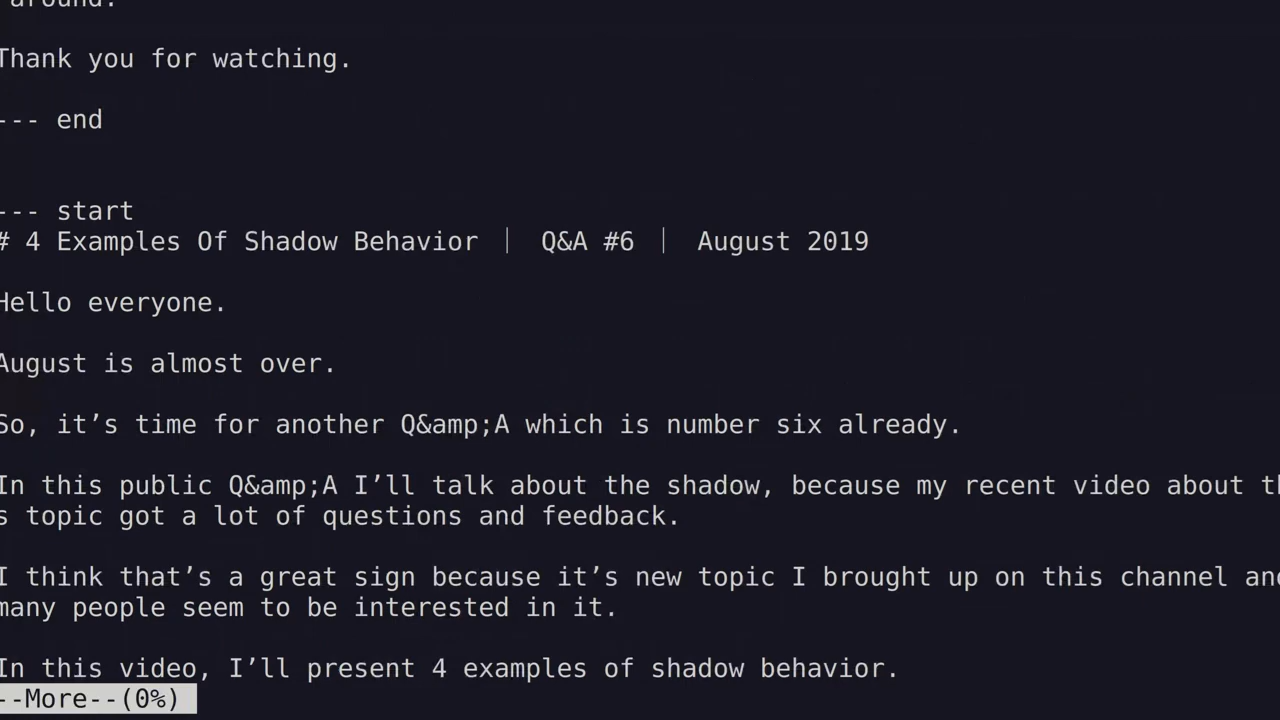 around.
Thank you for watching.
--- end
--- start
# 4 Examples Of Shadow Behavior | Q&A #6 | August 2019
Hello everyone.
August is almost over.
So, it’s time for another Q&amp;A which is number six already.
In this public Q&amp;A I’ll talk about the shadow, because my recent video about th
s topic got a lot of questions and feedback.
I think that’s a great sign because it’s new topic I brought up on this channel and
many people seem to be interested in it.
In this video, I’ll present 4 examples of shadow behavior.
--More--(0%)